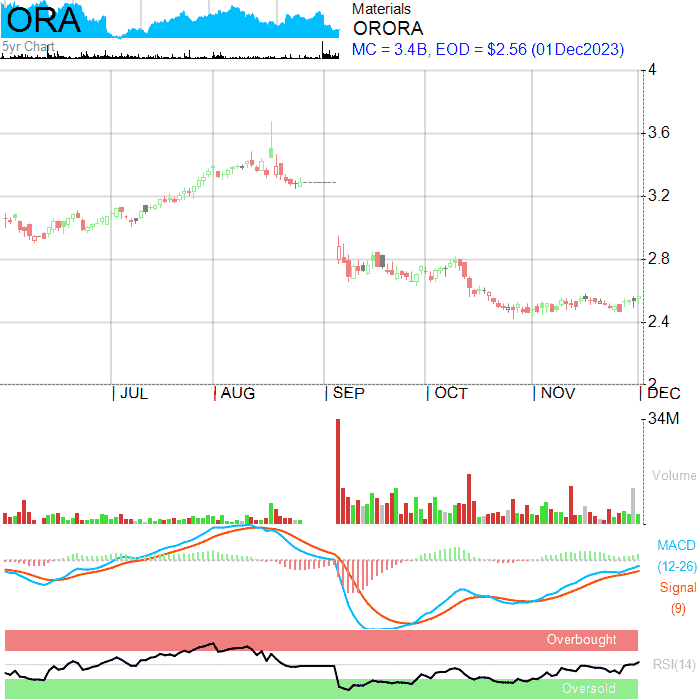 ORA
5yr Chart
Materials
ORORA
MC = 3.4B, EOD = $2.56 (01Dec2023)
4
3.6
3.2
2.8
2.4
2
JUL AUG SEP OCT NOV DEC
34M
Volume
MACD
(12-26)
Signal
(9)
Overbought
RSI(14)
Oversold